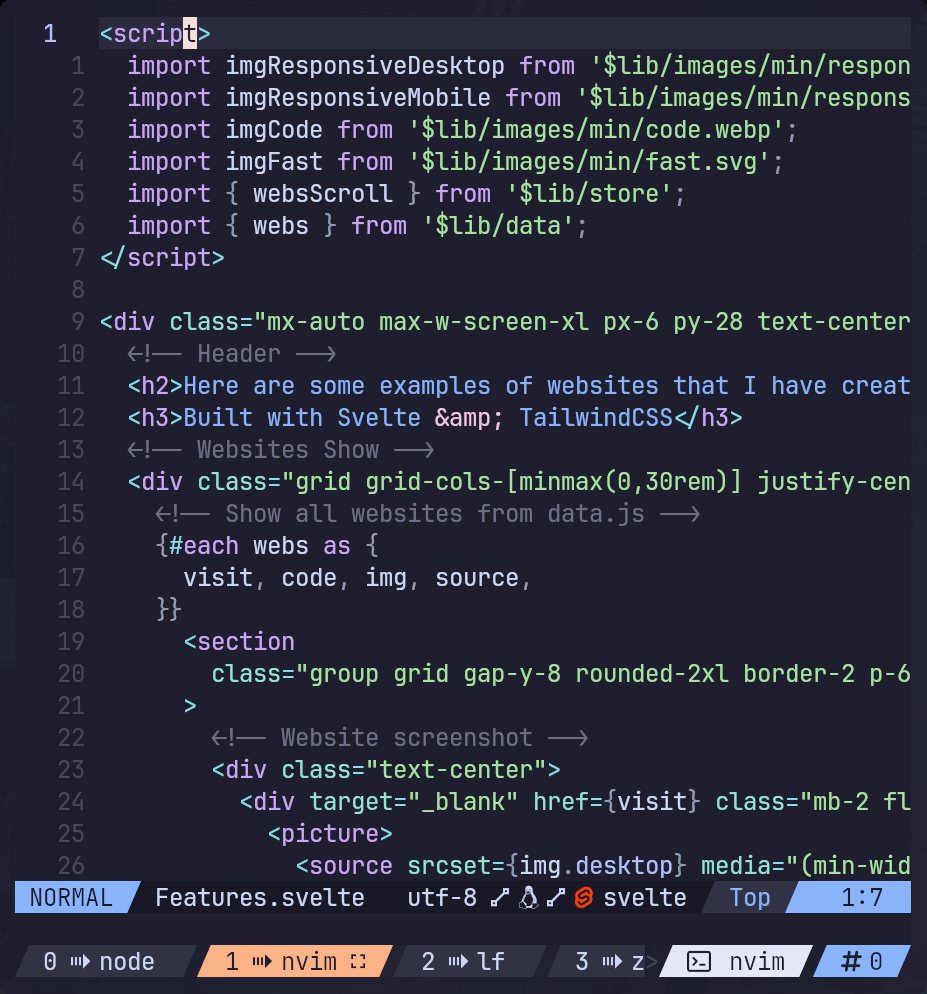 1 <script>
1 import imgResponsiveDesktop from '$lib/images/min/respon
2 import imgResponsiveMobile from '$lib/images/min/respons
3 import imgCode from '$lib/images/min/code.webp';
4 import imgFast from '$lib/images/min/fast.svg';
5 import { websScroll } from '$lib/store';
6 import { webs } from '$lib/data';
7 </script>
8
9 <div class="mx-auto max-w-screen-xl px-6 py-28 text-center
10 <!-- Header -->
11 <h2>Here are some examples of websites that I have creat
12 <h3>Built with Svelte &amp; TailwindCSS</h3>
13 <!-- Websites Show -->
14 <div class="grid grid-cols-[minmax(0,30rem)] justify-cen
15 <!-- Show all websites from data.js -->
16 {#each webs as {
17 visit, code, img, source,
18 }}
19 <section
20 class="group grid gap-y-8 rounded-2xl border-2 p-6
21 >
22 <!-- Website screenshot -->
23 <div class="text-center">
24 <div target="_blank" href={visit} class="mb-2 fl
25 <picture>
26 <source srcset={img.desktop} media="(min-wid
NORMAL Features.svelte utf-8 svelte Top 1:7
0 node 1 nvim 2 lf 3 z> nvim # 0